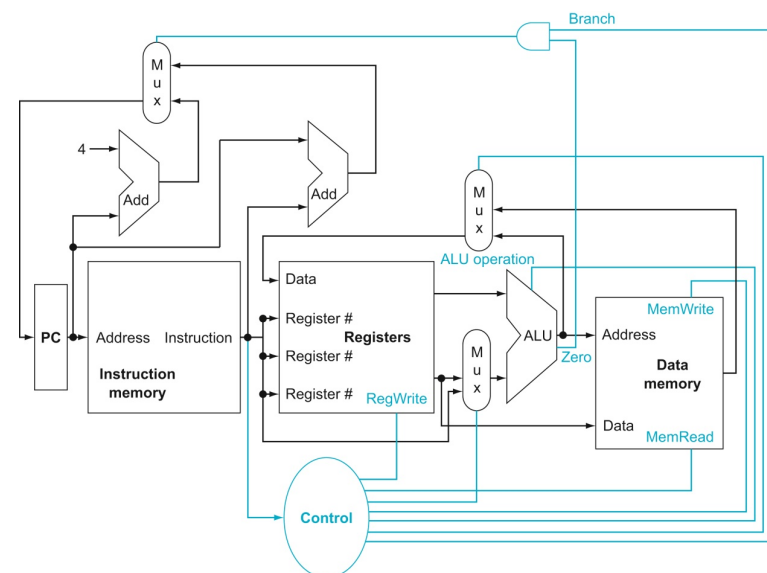 Branch
M
u
x
4
Add
Add
M
u
x
ALU operation
Data
Register #
Register #
Registers
Register #
RegWrite
PC
Address
Instruction
Instruction
memory
M
u
x
ALU
Zero
MemWrite
Address
Data
memory
Data
MemRead
Control